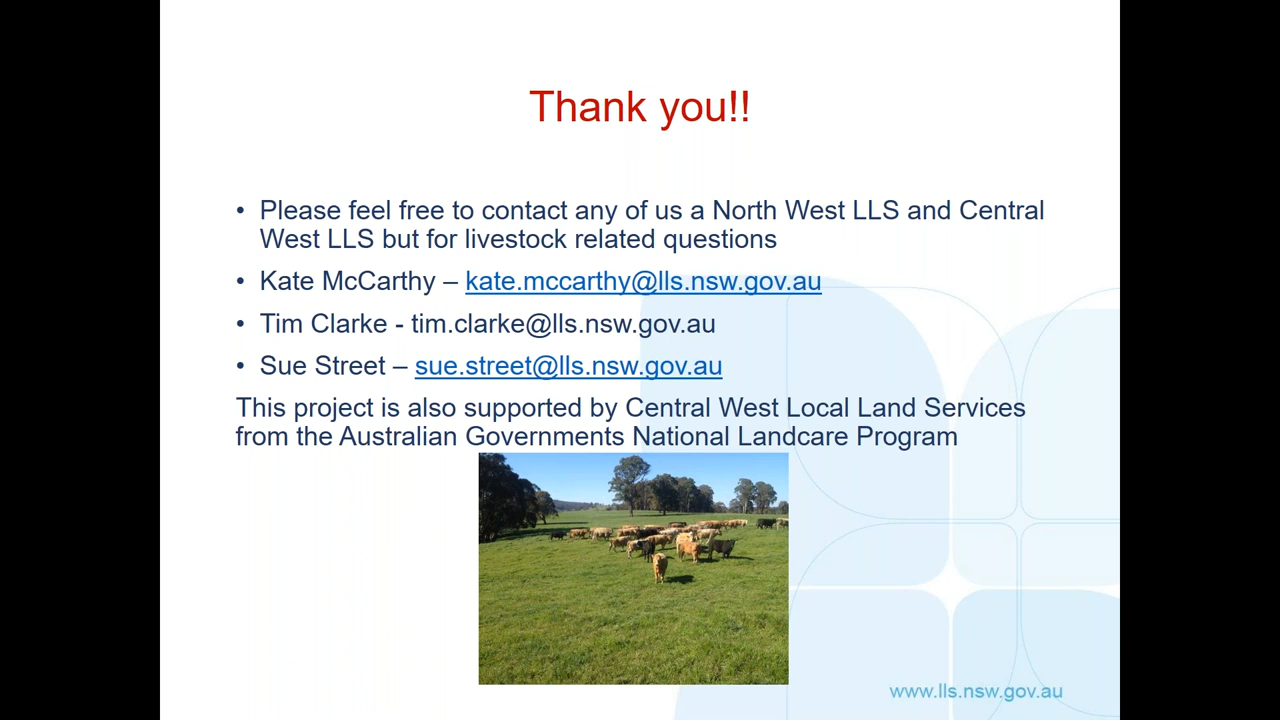 Thank you!!
• Please feel free to contact any of us a North West LLS and Central
West LLS but for livestock related questions
• Kate McCarthy – kate.mccarthy@lls.nsw.gov.au
• Tim Clarke - tim.clarke@lls.nsw.gov.au
• Sue Street – sue.street@lls.nsw.gov.au
This project is also supported by Central West Local Land Services
from the Australian Governments National Landcare Program
www.lls.nsw.gov.au